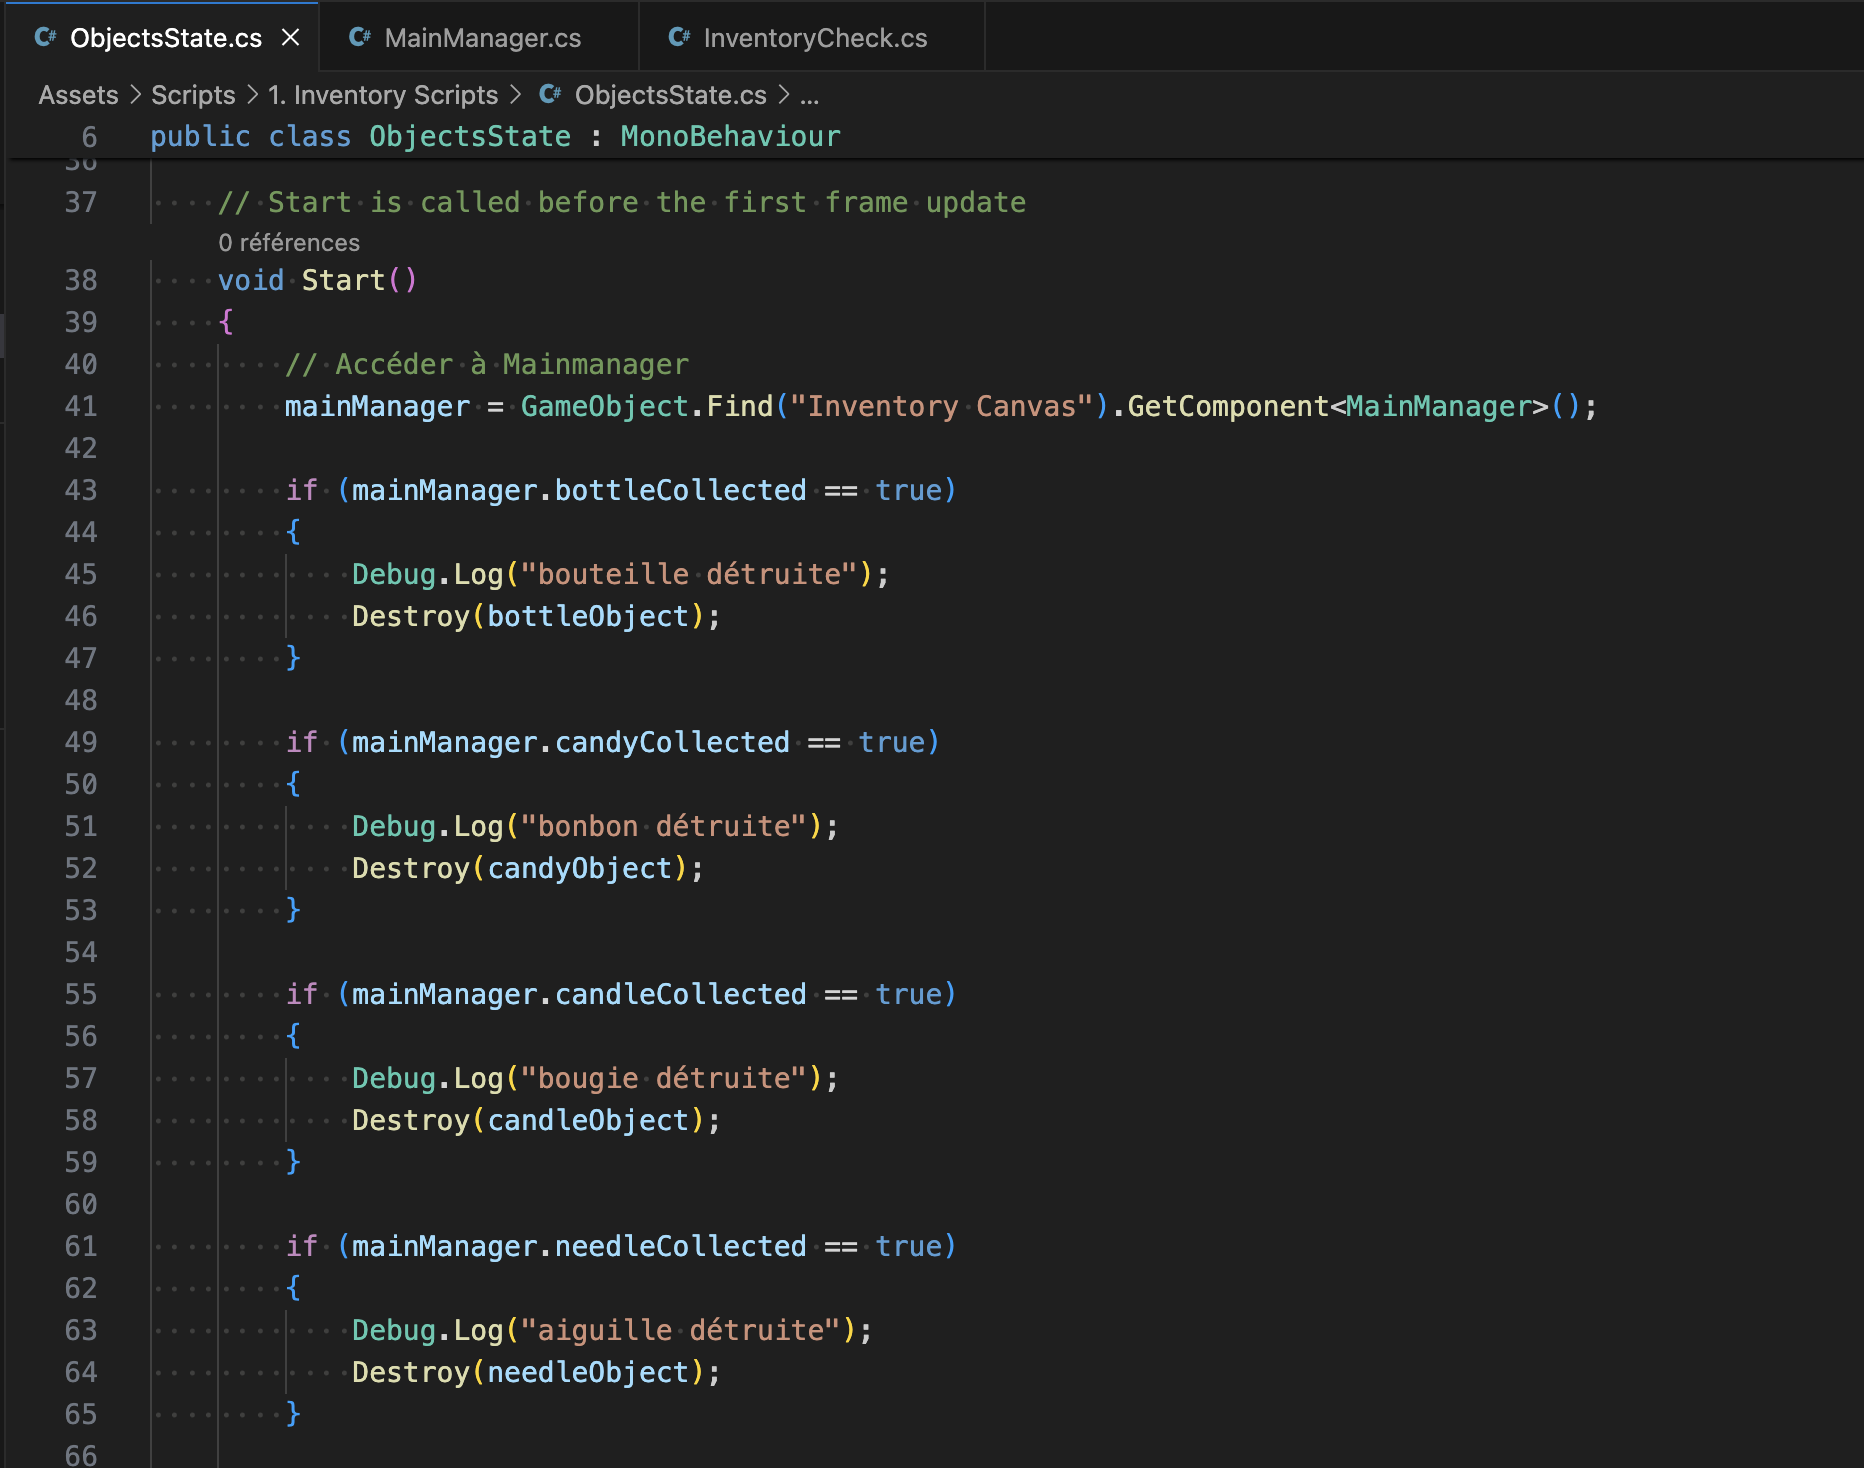 C# ObjectsState.cs × C# MainManager.cs C# InventoryCheck.cs
Assets > Scripts > 1. Inventory Scripts > C# ObjectsState.cs > ...
6 public class ObjectsState : MonoBehaviour
36
37 // Start is called before the first frame update
0 références
38 void Start()
39 {
40 // Accéder à Mainmanager
41 mainManager = GameObject.Find("Inventory Canvas").GetComponent<MainManager>();
42
43 if (mainManager.bottleCollected == true)
44 {
45 Debug.Log("bouteille détruite");
46 Destroy(bottleObject);
47 }
48
49 if (mainManager.candyCollected == true)
50 {
51 Debug.Log("bonbon détruite");
52 Destroy(candyObject);
53 }
54
55 if (mainManager.candleCollected == true)
56 {
57 Debug.Log("bougie détruite");
58 Destroy(candleObject);
59 }
60
61 if (mainManager.needleCollected == true)
62 {
63 Debug.Log("aiguille détruite");
64 Destroy(needleObject);
65 }
66